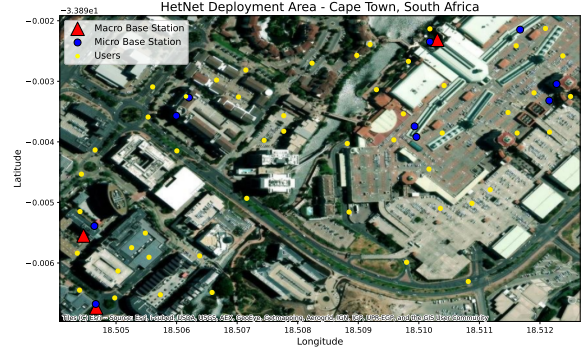 HetNet Deployment Area - Cape Town, South Africa
−3.389e1
Macro Base Station
Micro Base Station
Users
−0.002
−0.003
−0.004
−0.005
−0.006
Latitude
18.505
18.506
18.507
18.508
18.509
18.510
18.511
18.512
Longitude